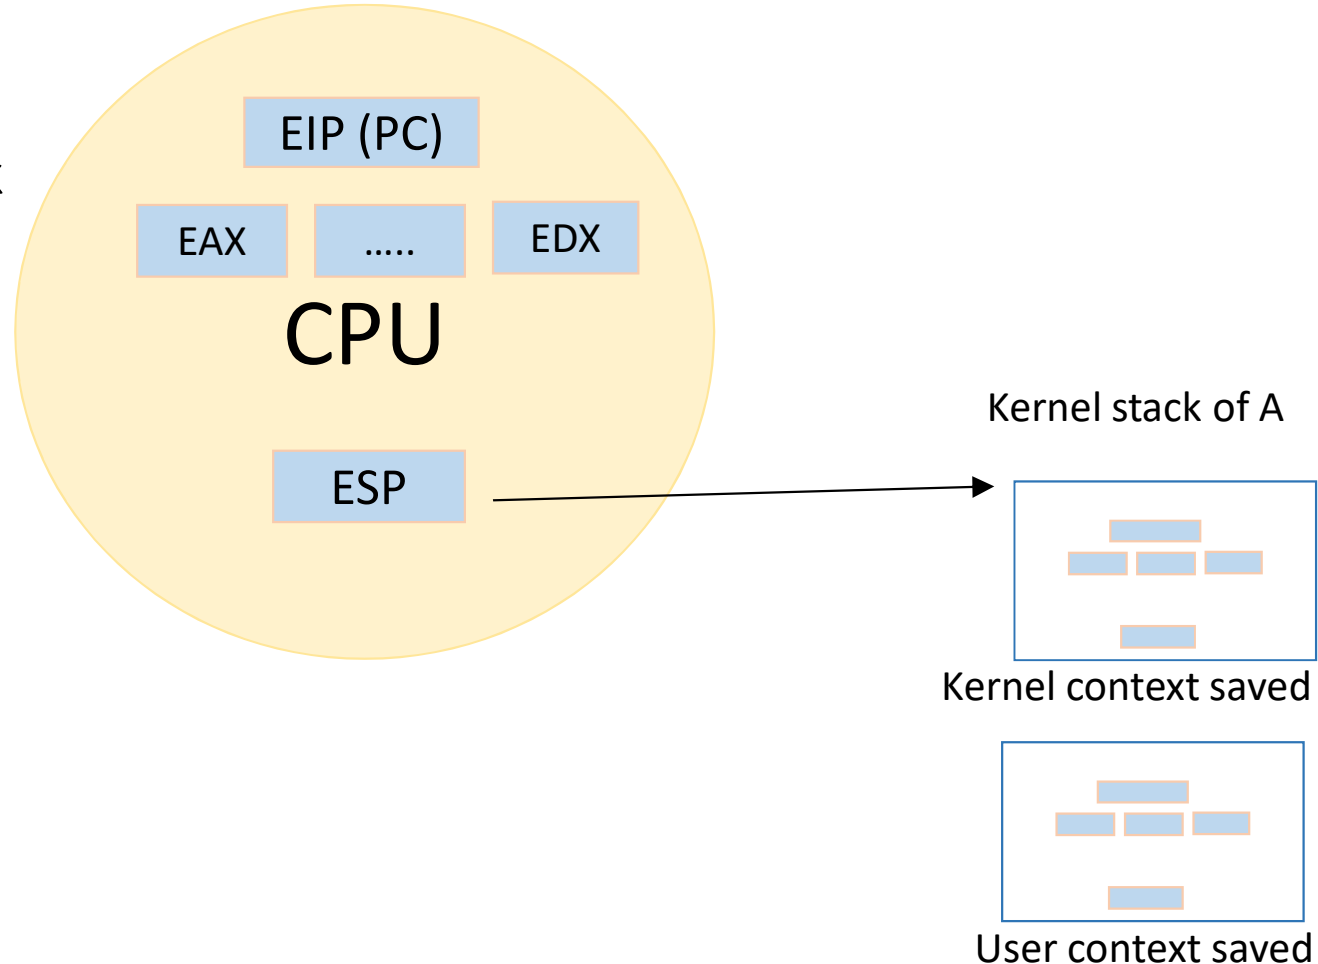 EIP (PC)
EAX
.....
EDX
CPU
ESP
Kernel stack of A
Kernel context saved
User context saved